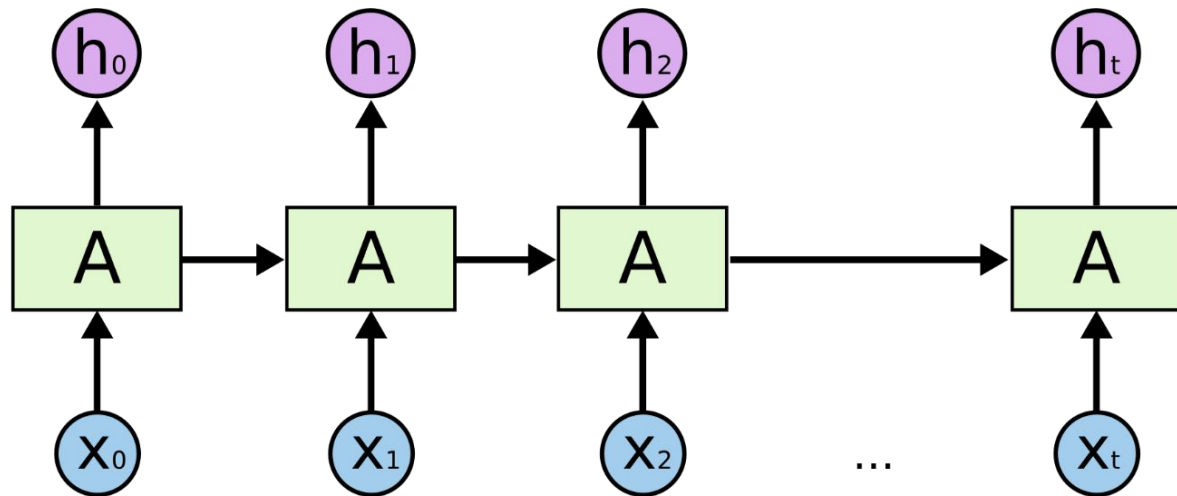 h₀ h₁ h₂ hₜ
A A A A
x₀ x₁ x₂ ... xₜ